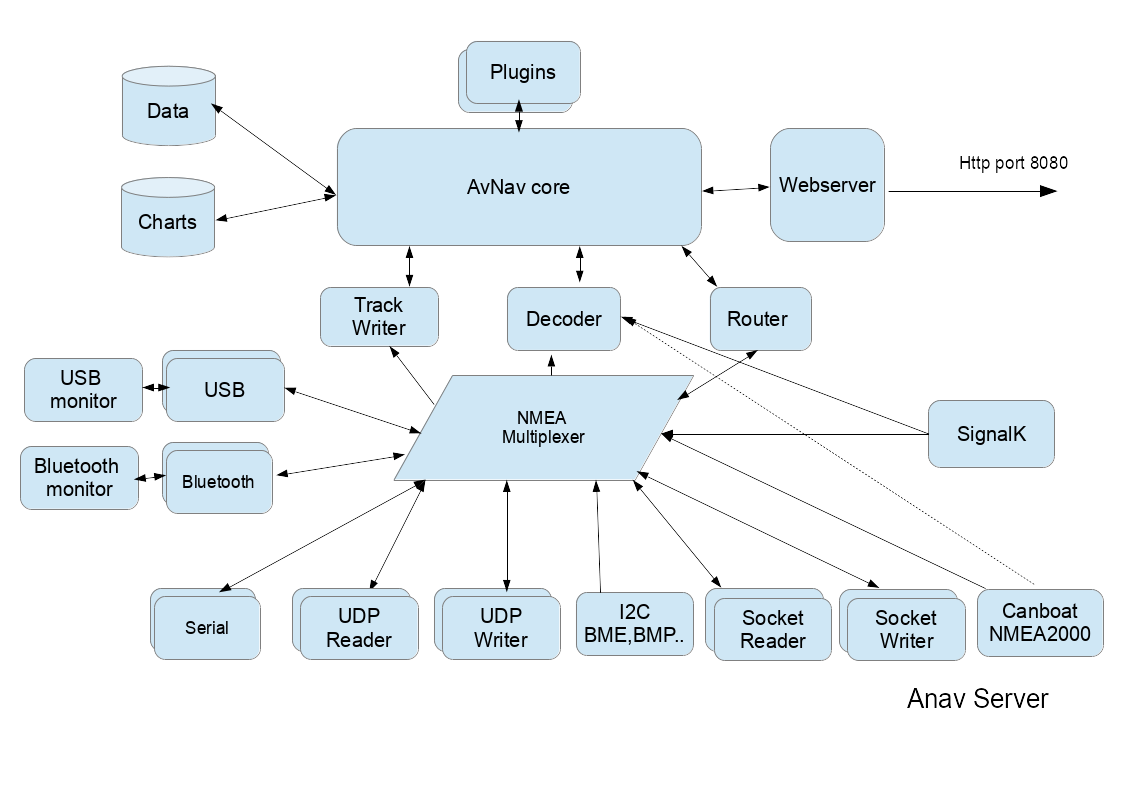 Plugins
Data
AvNav core
Webserver
Http port 8080
Charts
Track
Writer
Decoder
Router
USB
monitor
USB
NMEA
Multiplexer
SignalK
Bluetooth
monitor
Bluetooth
Serial
UDP
Reader
UDP
Writer
I2C
BME,BMP..
Socket
Reader
Socket
Writer
Canboat
NMEA2000
Anav Server